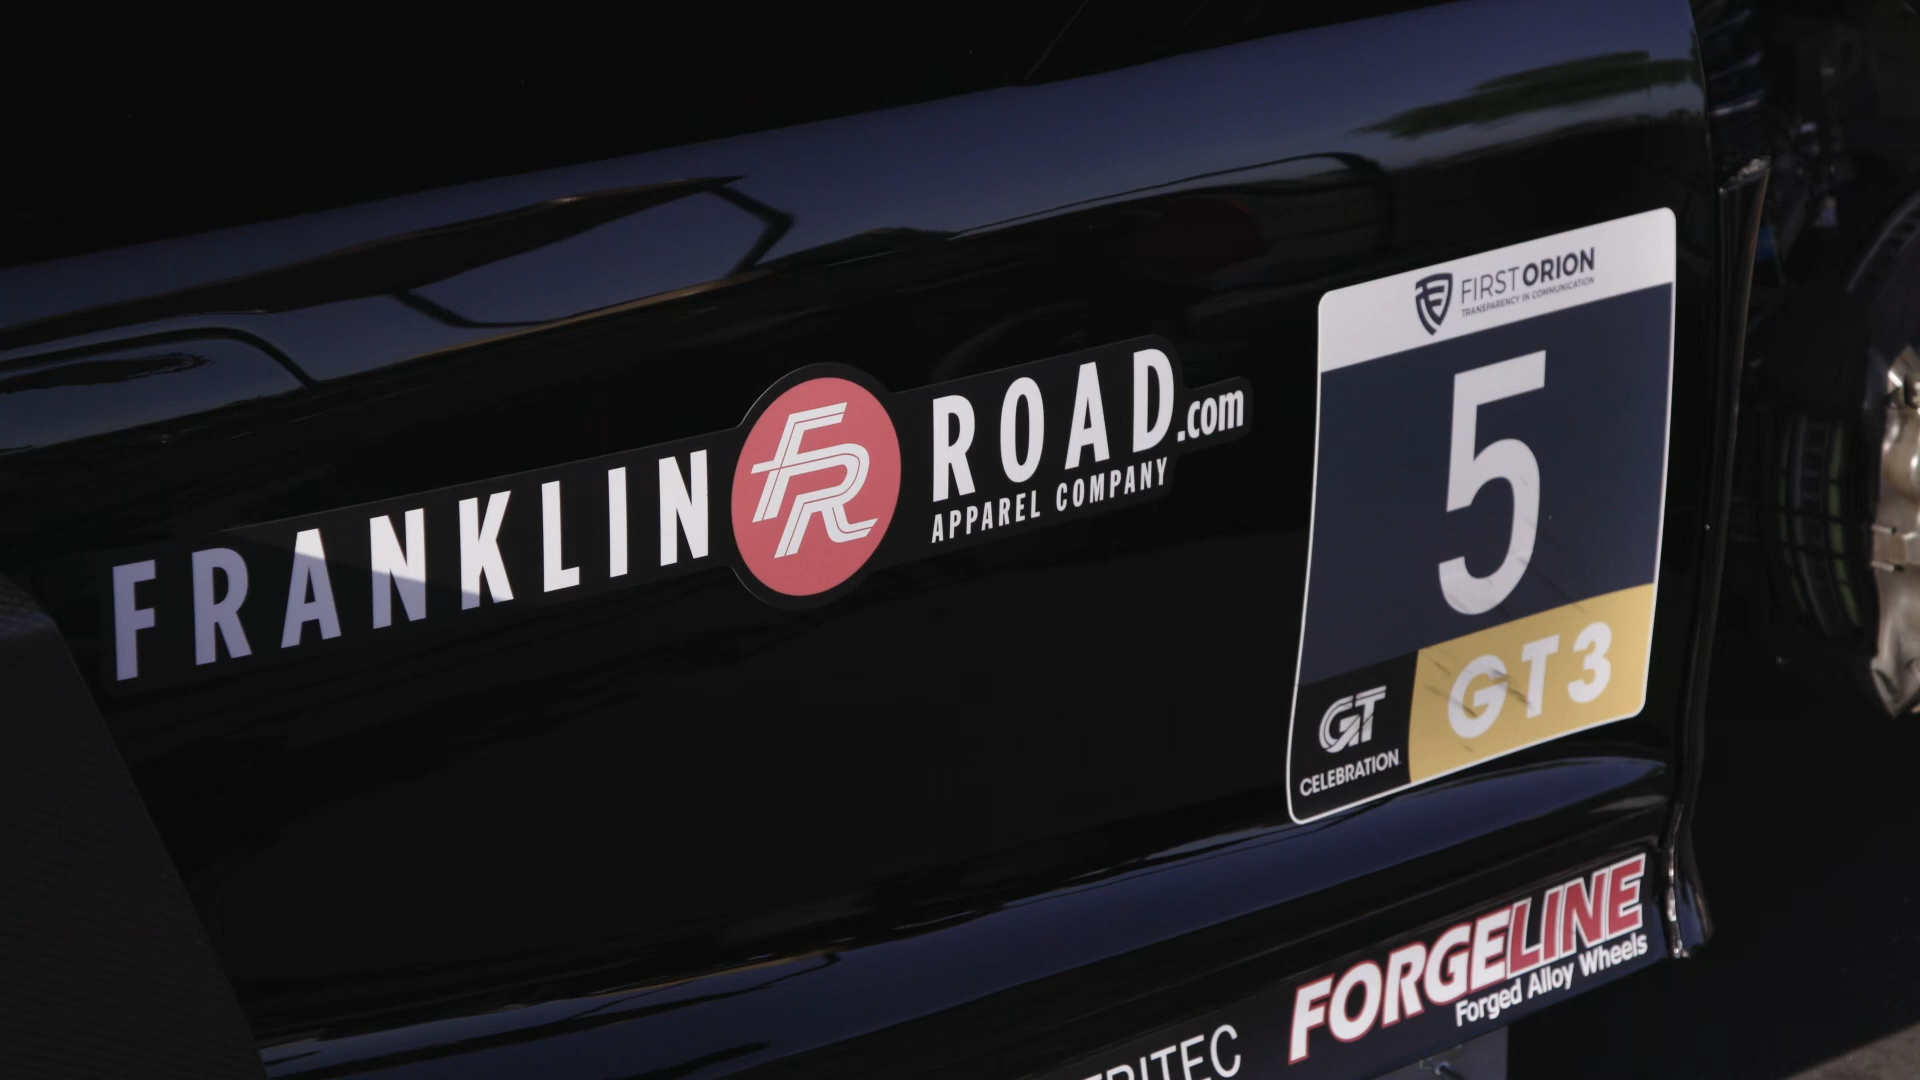 FRANKLIN FR ROAD.com
APPAREL COMPANY
FIRST ORION
TRANSPARENCY IN COMMUNICATION
5
GT3
GT
CELEBRATION
FORGELINE
Forged Alloy Wheels